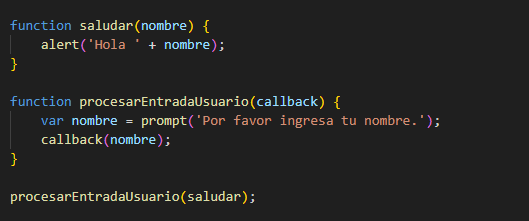 function saludar(nombre) {
    alert('Hola ' + nombre);
}
function procesarEntradaUsuario(callback) {
    var nombre = prompt('Por favor ingresa tu nombre.');
    callback(nombre);
}
procesarEntradaUsuario(saludar);